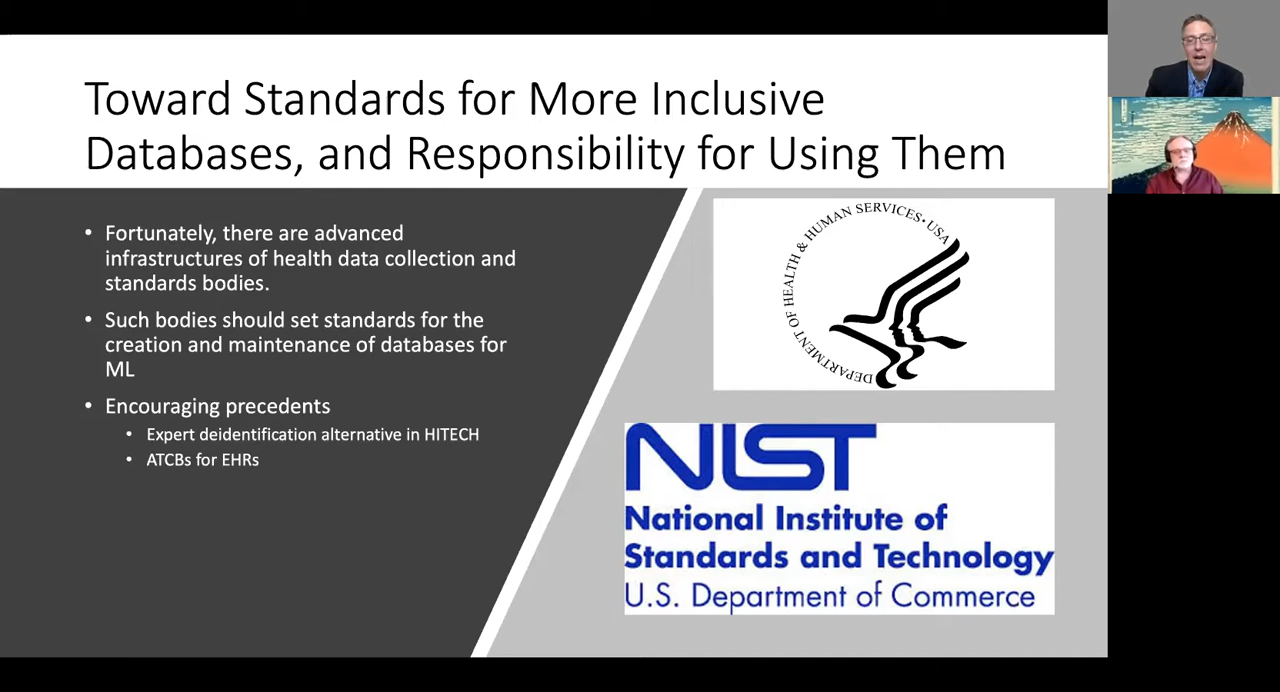 Toward Standards for More Inclusive
Databases, and Responsibility for Using Them
• Fortunately, there are advanced
infrastructures of health data collection and
standards bodies.
• Such bodies should set standards for the
creation and maintenance of databases for
ML
• Encouraging precedents
• Expert deidentification alternative in HITECH
• ATCBs for EHRs
DEPARTMENT OF HEALTH & HUMAN SERVICES • USA
NIST
National Institute of
Standards and Technology
U.S. Department of Commerce